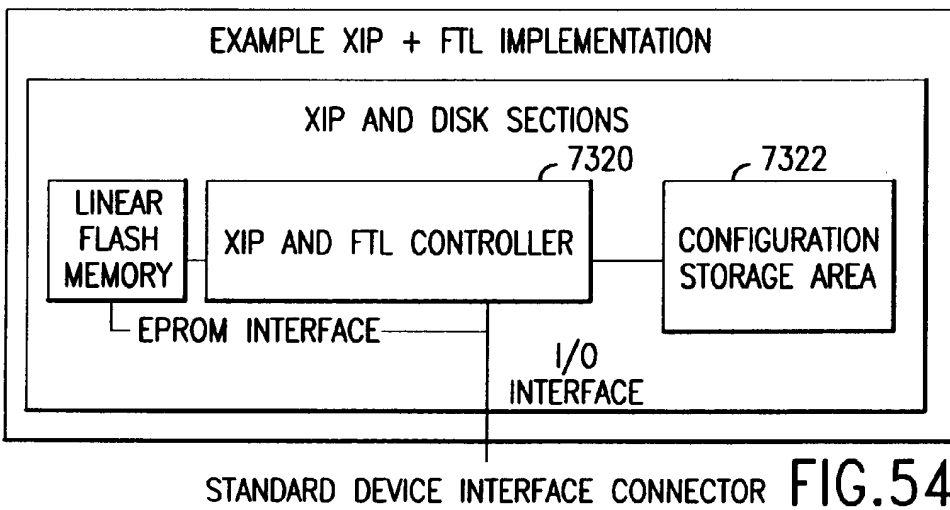 EXAMPLE XIP + FTL IMPLEMENTATION
XIP AND DISK SECTIONS
7320
7322
LINEAR
FLASH
MEMORY
XIP AND FTL CONTROLLER
CONFIGURATION
STORAGE AREA
EPROM INTERFACE
I/O
INTERFACE
STANDARD DEVICE INTERFACE CONNECTOR
FIG.54